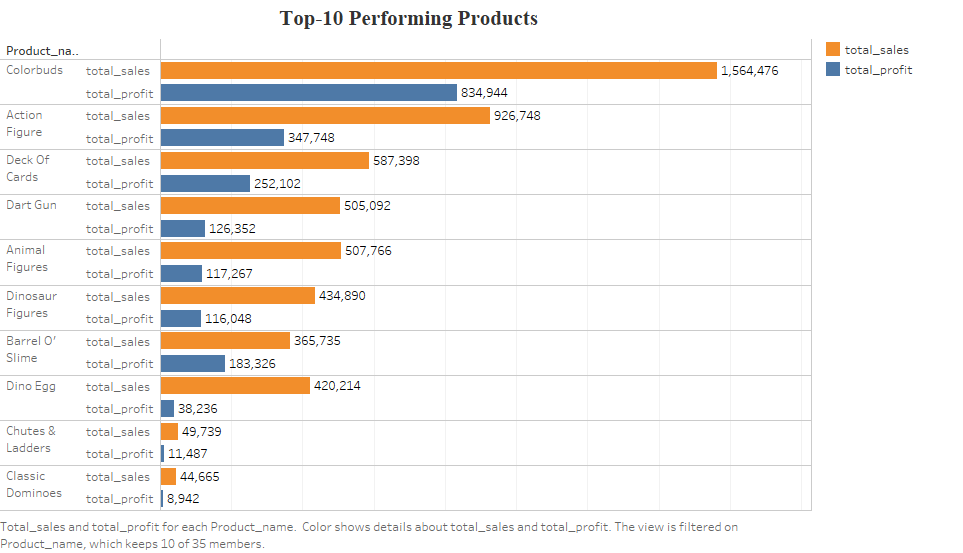 Top-10 Performing Products
Product_na..
total_sales
total_profit
Colorbuds total_sales 1,564,476
total_profit 834,944
Action Figure total_sales 926,748
total_profit 347,748
Deck Of Cards total_sales 587,398
total_profit 252,102
Dart Gun total_sales 505,092
total_profit 126,352
Animal Figures total_sales 507,766
total_profit 117,267
Dinosaur Figures total_sales 434,890
total_profit 116,048
Barrel O' Slime total_sales 365,735
total_profit 183,326
Dino Egg total_sales 420,214
total_profit 38,236
Chutes & Ladders total_sales 49,739
total_profit 11,487
Classic Dominoes total_sales 44,665
total_profit 8,942
Total_sales and total_profit for each Product_name. Color shows details about total_sales and total_profit. The view is filtered on
Product_name, which keeps 10 of 35 members.